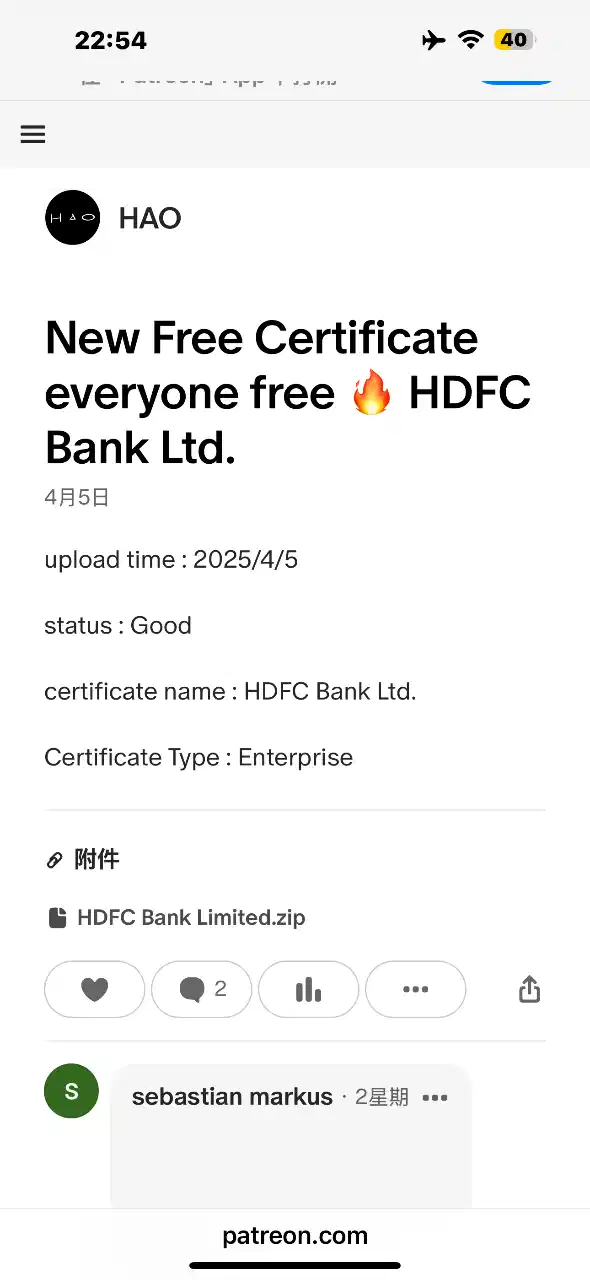 22:54
40
HAO
HAO
New Free Certificate
everyone free 🔥 HDFC
Bank Ltd.
4月5日
upload time : 2025/4/5
status : Good
certificate name : HDFC Bank Ltd.
Certificate Type : Enterprise
附件
HDFC Bank Limited.zip
2
S
sebastian markus · 2星期
patreon.com